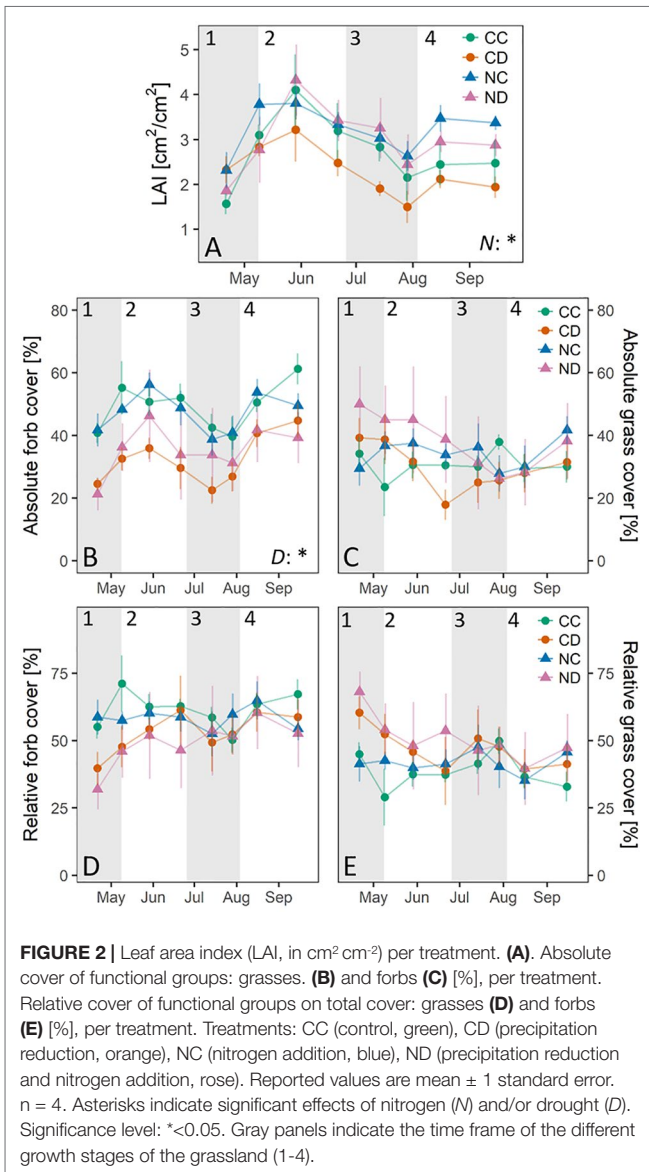 1 2 3 4
CC
CD
NC
ND
LAI [cm²/cm²]
5
4
3
2
1
A
N: *
May Jun Jul Aug Sep
Absolute forb cover [%]
80
60
40
20
0
1 2 3 4
B
D: *
May Jun Jul Aug Sep
1 2 3 4
CC
CD
NC
ND
C
80
60
40
20
0
Absolute grass cover [%]
May Jun Jul Aug Sep
Relative forb cover [%]
75
50
25
0
1 2 3 4
D
May Jun Jul Aug Sep
1 2 3 4
CC
CD
NC
ND
E
75
50
25
0
Relative grass cover [%]
May Jun Jul Aug Sep
FIGURE 2 | Leaf area index (LAI, in cm² cm⁻²) per treatment. (A). Absolute
cover of functional groups: grasses. (B) and forbs (C) [%], per treatment.
Relative cover of functional groups on total cover: grasses (D) and forbs
(E) [%], per treatment. Treatments: CC (control, green), CD (precipitation
reduction, orange), NC (nitrogen addition, blue), ND (precipitation reduction
and nitrogen addition, rose). Reported values are mean ± 1 standard error.
n = 4. Asterisks indicate significant effects of nitrogen (N) and/or drought (D).
Significance level: *<0.05. Gray panels indicate the time frame of the different
growth stages of the grassland (1-4).